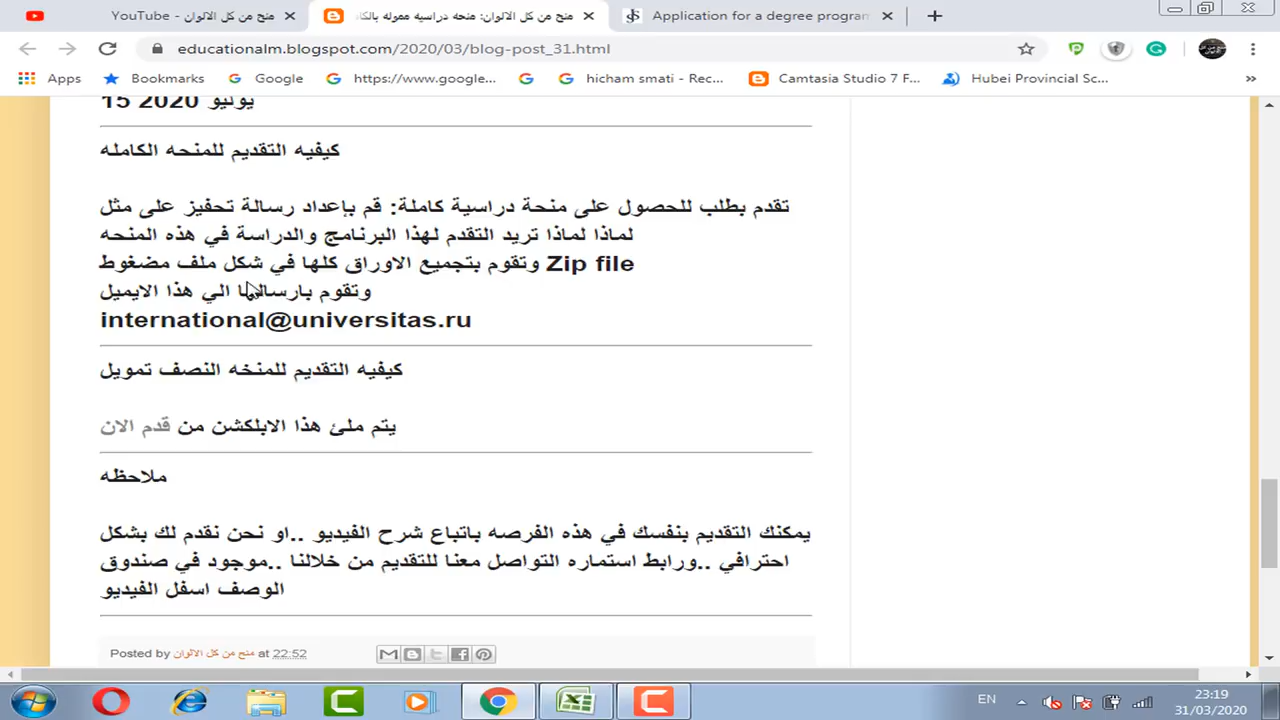 YouTube - منح من كل الالوان
منح من كل الالوان: منحه دراسيه مموله بالكا
Application for a degree program
educationalm.blogspot.com/2020/03/blog-post_31.html
Apps
Bookmarks
Google
https://www.google...
hicham smati - Rec...
Camtasia Studio 7 F...
Hubei Provincial Sc...
»
15 يونيو 2020
كيفيه التقديم للمنحه الكامله
تقدم بطلب للحصول على منحة دراسية كاملة: قم بإعداد رسالة تحفيز على مثل
لماذا لماذا تريد التقدم لهذا البرنامج والدراسة في هذه المنحه
وتقوم بتجميع الاوراق كلها في شكل ملف مضغوط Zip file
وتقوم بارسالها الي هذا الايميل
international@universitas.ru
كيفيه التقديم للمنخه النصف تمويل
يتم ملئ هذا الابلكشن من قدم الان
ملاحظه
يمكنك التقديم بنفسك في هذه الفرصه باتباع شرح الفيديو ..او نحن نقدم لك بشكل
احترافي ..ورابط استماره التواصل معنا للتقديم من خلالنا ..موجود في صندوق
الوصف اسفل الفيديو
Posted by منح من كل الالوان at 22:52
EN
23:19
31/03/2020